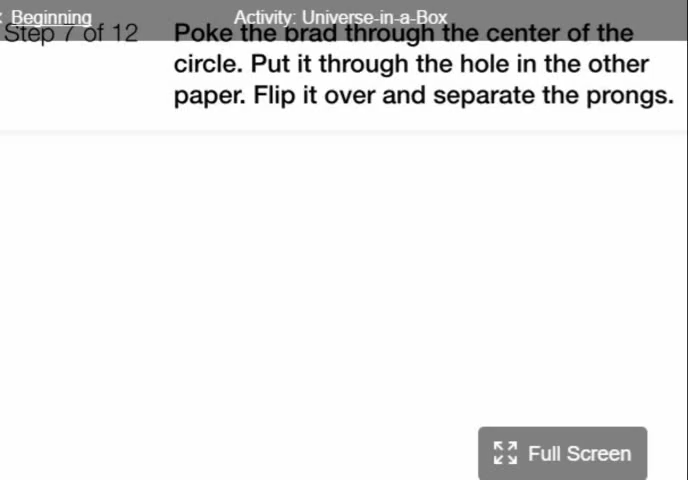 Beginning Activity: Universe-in-a-Box
Step 7 of 12 Poke the brad through the center of the
circle. Put it through the hole in the other
paper. Flip it over and separate the prongs.
Full Screen